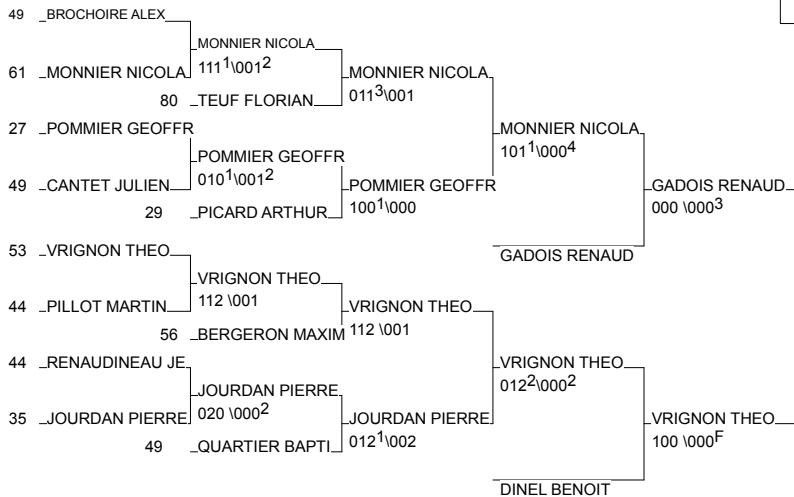 49 BROCHOIRE ALEX
MONNIER NICOLA
111¹\001²
61 MONNIER NICOLA
MONNIER NICOLA
011³\001
80 TEUF FLORIAN
27 POMMIER GEOFFR
MONNIER NICOLA
101¹\000⁴
POMMIER GEOFFR
010¹\001²
49 CANTET JULIEN
POMMIER GEOFFR
100¹\000
GADOIS RENAUD
000 \000³
29 PICARD ARTHUR
53 VRIGNON THEO
GADOIS RENAUD
VRIGNON THEO
112 \001
44 PILLOT MARTIN
VRIGNON THEO
112 \001
56 BERGERON MAXIM
44 RENAUDINEAU JE
VRIGNON THEO
012²\000²
JOURDAN PIERRE
020 \000²
35 JOURDAN PIERRE
JOURDAN PIERRE
012¹\002
VRIGNON THEO
100 \000F
49 QUARTIER BAPTI
DINEL BENOIT